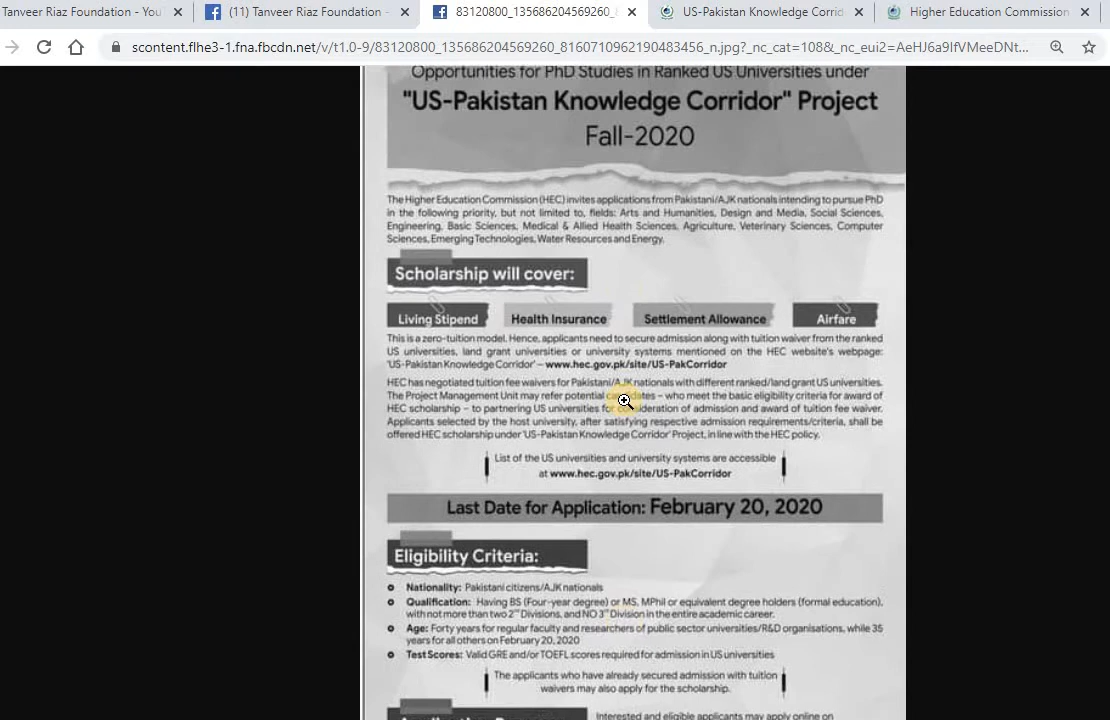 Tanveer Riaz Foundation - You
(11) Tanveer Riaz Foundation -
83120800_135686204569260_
US-Pakistan Knowledge Corrid
Higher Education Commission
scontent.flhe3-1.fna.fbcdn.net/v/t1.0-9/83120800_135686204569260_8160710962190483456_n.jpg?_nc_cat=108&_nc_eui2=AeHJ6a9IfVMeeDNt...
Opportunities for PhD Studies in Ranked US Universities under
"US-Pakistan Knowledge Corridor" Project
Fall-2020
The Higher Education Commission (HEC) invites applications from Pakistani/AJK nationals intending to pursue PhD
in the following priority, but not limited to, fields: Arts and Humanities, Design and Media, Social Sciences,
Engineering, Basic Sciences, Medical & Allied Health Sciences, Agriculture, Veterinary Sciences, Computer
Sciences, Emerging Technologies, Water Resources and Energy.
Scholarship will cover:
Living Stipend Health Insurance Settlement Allowance Airfare
This is a zero-tuition model. Hence, applicants need to secure admission along with tuition waiver from the ranked
US universities, land grant universities or university systems mentioned on the HEC website's webpage:
'US-Pakistan Knowledge Corridor' – www.hec.gov.pk/site/US-PakCorridor
HEC has negotiated tuition fee waivers for Pakistani/AJK nationals with different ranked/land grant US universities.
The Project Management Unit may refer potential candidates – who meet the basic eligibility criteria for award of
HEC scholarship – to partnering US universities for consideration of admission and award of tuition fee waiver.
Applicants selected by the host university, after satisfying respective admission requirements/criteria, shall be
offered HEC scholarship under 'US-Pakistan Knowledge Corridor' Project, in line with the HEC policy.
List of the US universities and university systems are accessible
at www.hec.gov.pk/site/US-PakCorridor
Last Date for Application: February 20, 2020
Eligibility Criteria:
Nationality: Pakistani citizens/AJK nationals
Qualification: Having BS (Four-year degree) or MS, MPhil or equivalent degree holders (formal education),
with not more than two 2nd Divisions, and NO 3rd Division in the entire academic career.
Age: Forty years for regular faculty and researchers of public sector universities/R&D organisations, while 35
years for all others on February 20, 2020
Test Scores: Valid GRE and/or TOEFL scores required for admission in US universities
The applicants who have already secured admission with tuition
waivers may also apply for the scholarship.
Interested and eligible applicants may apply online on